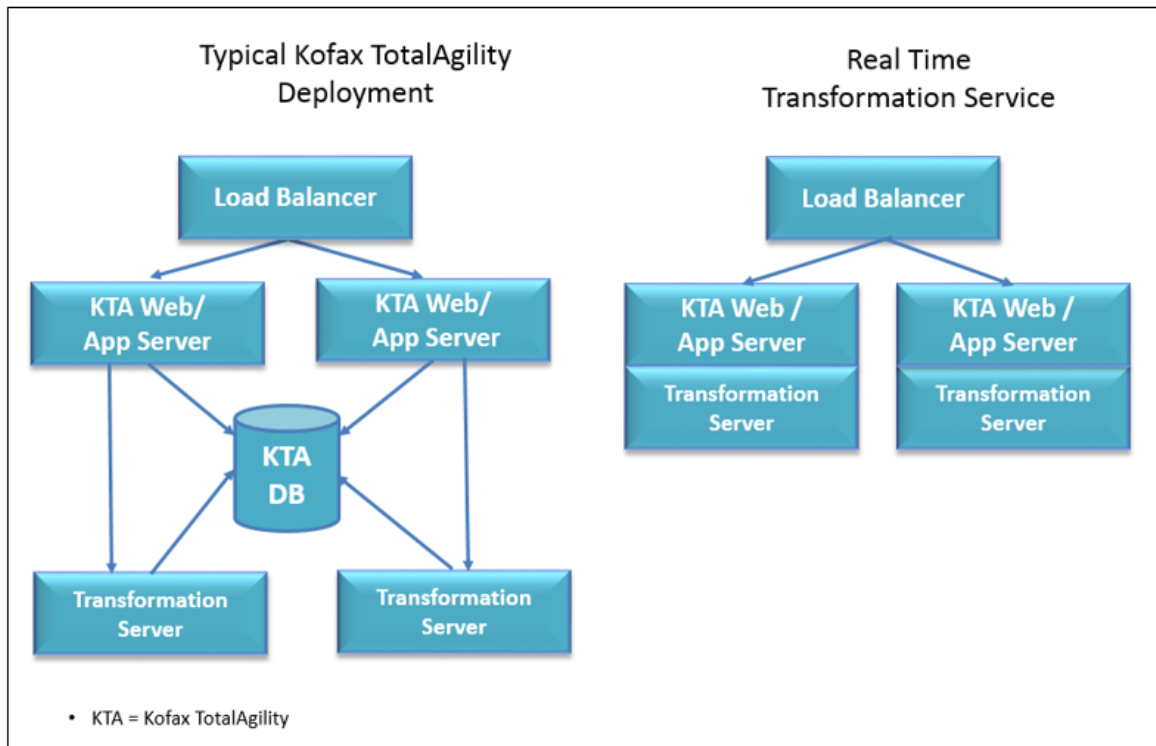 Typical Kofax TotalAgility
Deployment
Load Balancer
KTA Web/
App Server
KTA Web/
App Server
KTA
DB
Transformation
Server
Transformation
Server
• KTA = Kofax TotalAgility
Real Time
Transformation Service
Load Balancer
KTA Web /
App Server
Transformation
Server
KTA Web /
App Server
Transformation
Server